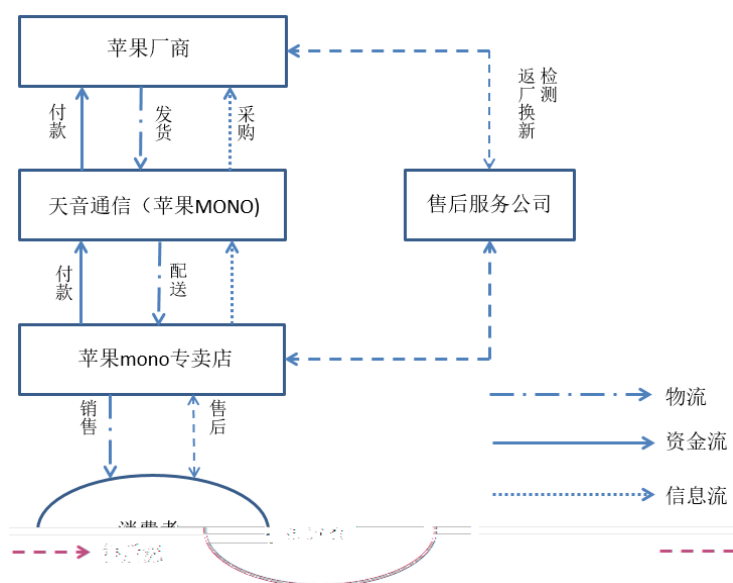 苹果厂商
付款
发货
采购
检测
返厂换新
天音通信（苹果MONO)
售后服务公司
付款
配送
苹果mono专卖店
销售
售后
物流
资金流
信息流
消费者